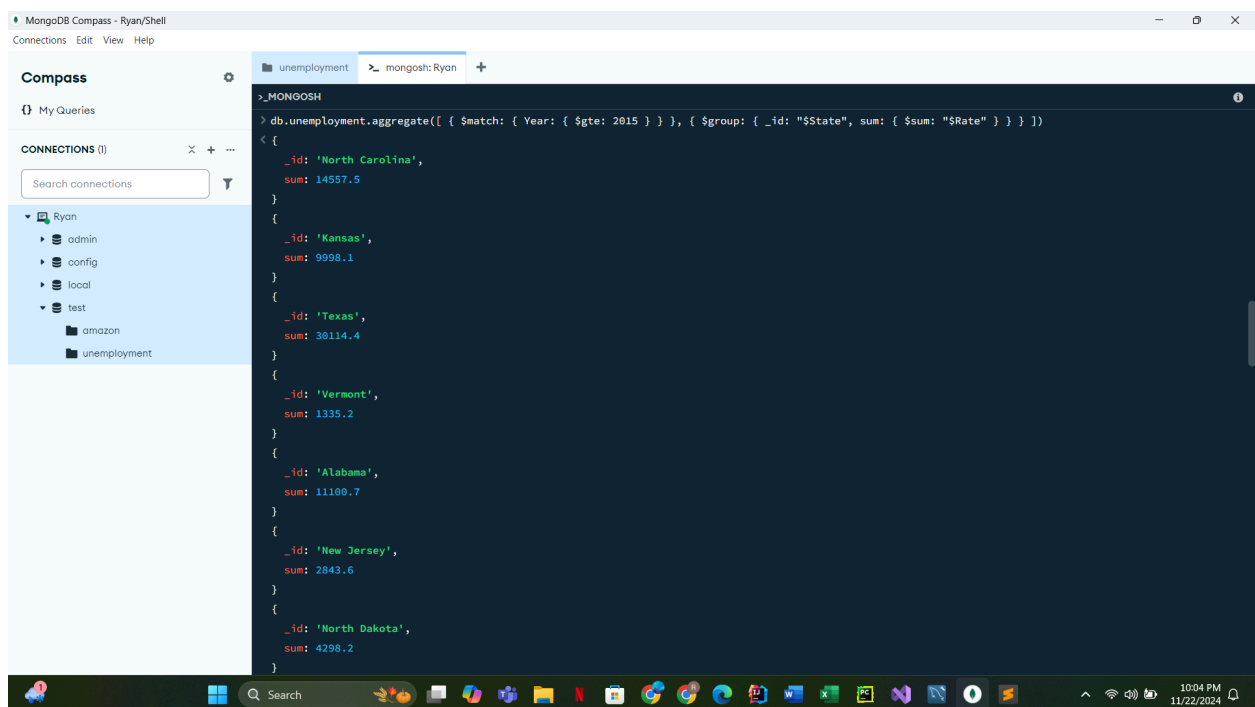 MongoDB Compass - Ryan/Shell
Connections Edit View Help
Compass
{} My Queries
CONNECTIONS (1)
Search connections
Ryan
admin
config
local
test
amazon
unemployment
unemployment >_ mongosh: Ryan +
>_MONGOSH
> db.unemployment.aggregate([ { $match: { Year: { $gte: 2015 } } }, { $group: { _id: "$State", sum: { $sum: "$Rate" } } } ])
< {
_id: 'North Carolina',
sum: 14557.5
}
{
_id: 'Kansas',
sum: 9998.1
}
{
_id: 'Texas',
sum: 30114.4
}
{
_id: 'Vermont',
sum: 1335.2
}
{
_id: 'Alabama',
sum: 11100.7
}
{
_id: 'New Jersey',
sum: 2843.6
}
{
_id: 'North Dakota',
sum: 4298.2
}
1
Search
10:04 PM
11/22/2024